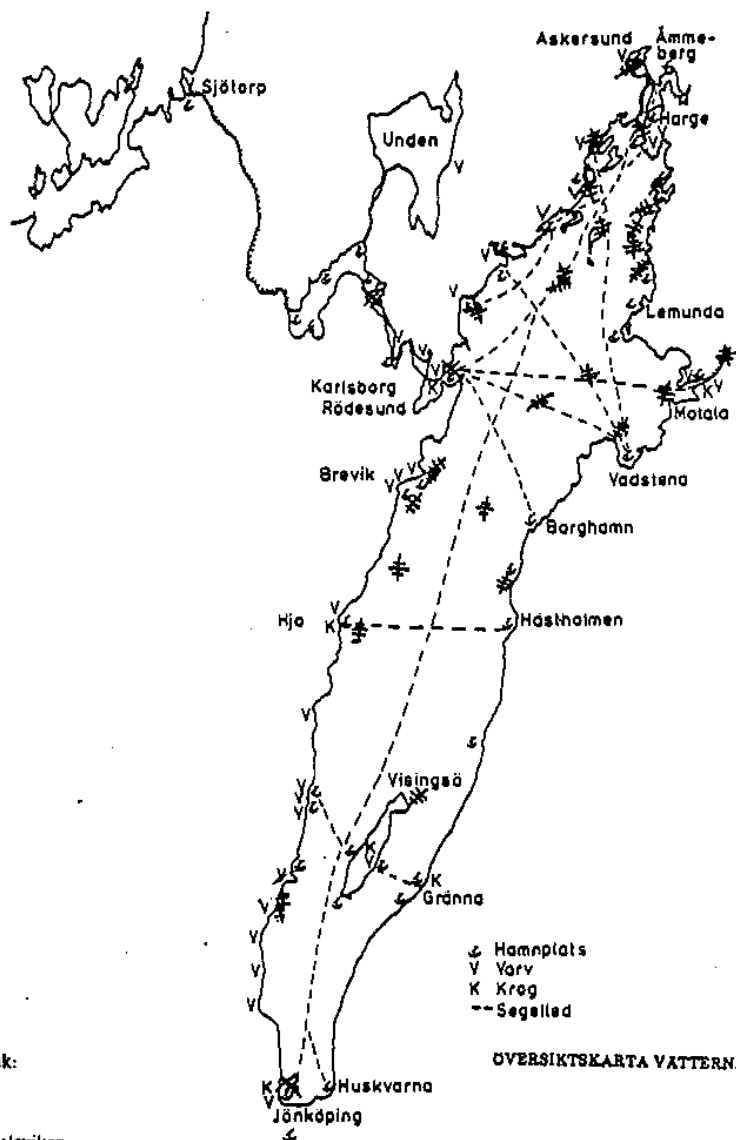 Askersund
Åmme-
berg
Sjötorp
Harge
Unden
Lemunda
Karlsborg
Rödesund
Motala
Vadstena
Brevik
Borghamn
Hjo
Hästholmen
Visingsö
Gränna
Hamnplats
V Varv
K Krog
Segelled
k:
ÖVERSIKTSKARTA VÄTTERN
Huskvarna
Jönköping